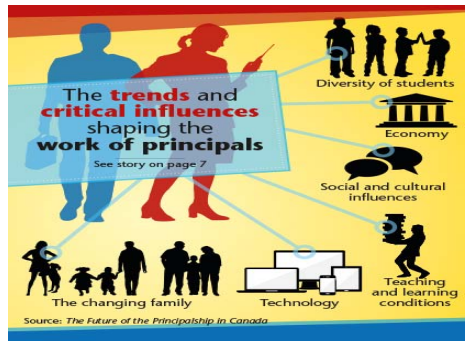 The trends and
critical influences
shaping the
work of principals
See story on page 7
Diversity of students
Economy
Social and cultural
influences
Teaching
and learning
conditions
The changing family
Technology
Source: The Future of the Principalship in Canada